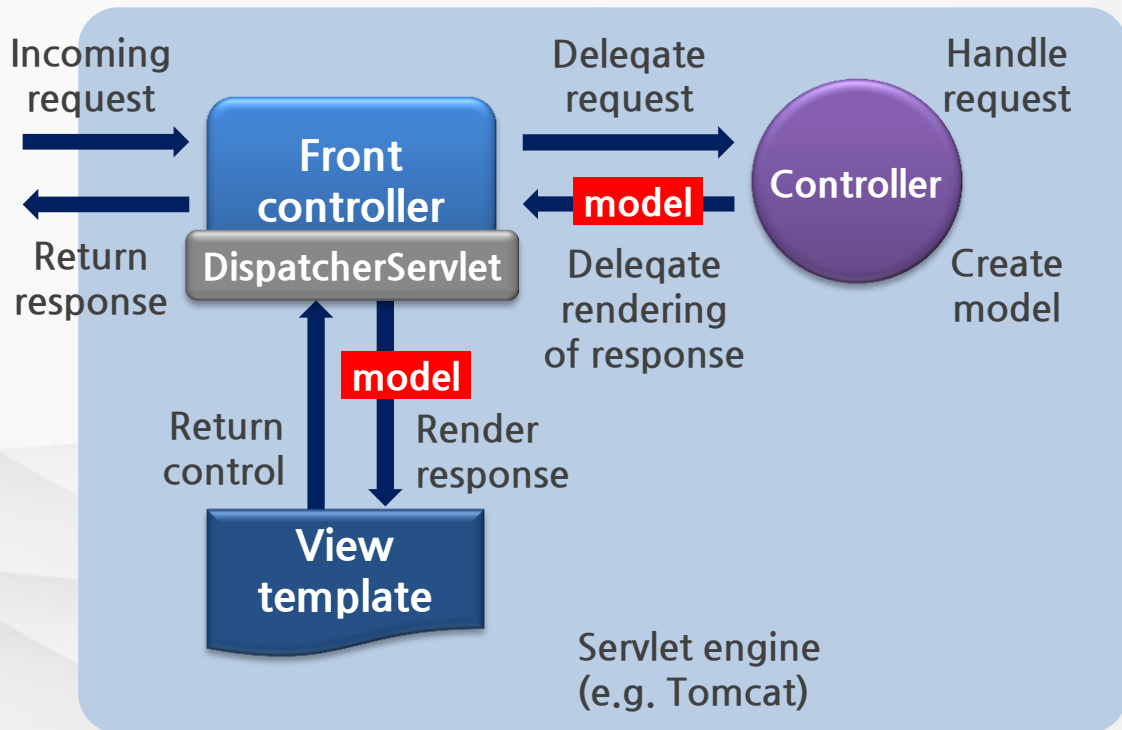 Incoming
request
Return
response
Front
controller
DispatcherServlet
Deleqate
request
model
Deleqate
rendering
of response
Controller
Handle
request
Create
model
model
Return
control
Render
response
View
template
Servlet engine
(e.g. Tomcat)